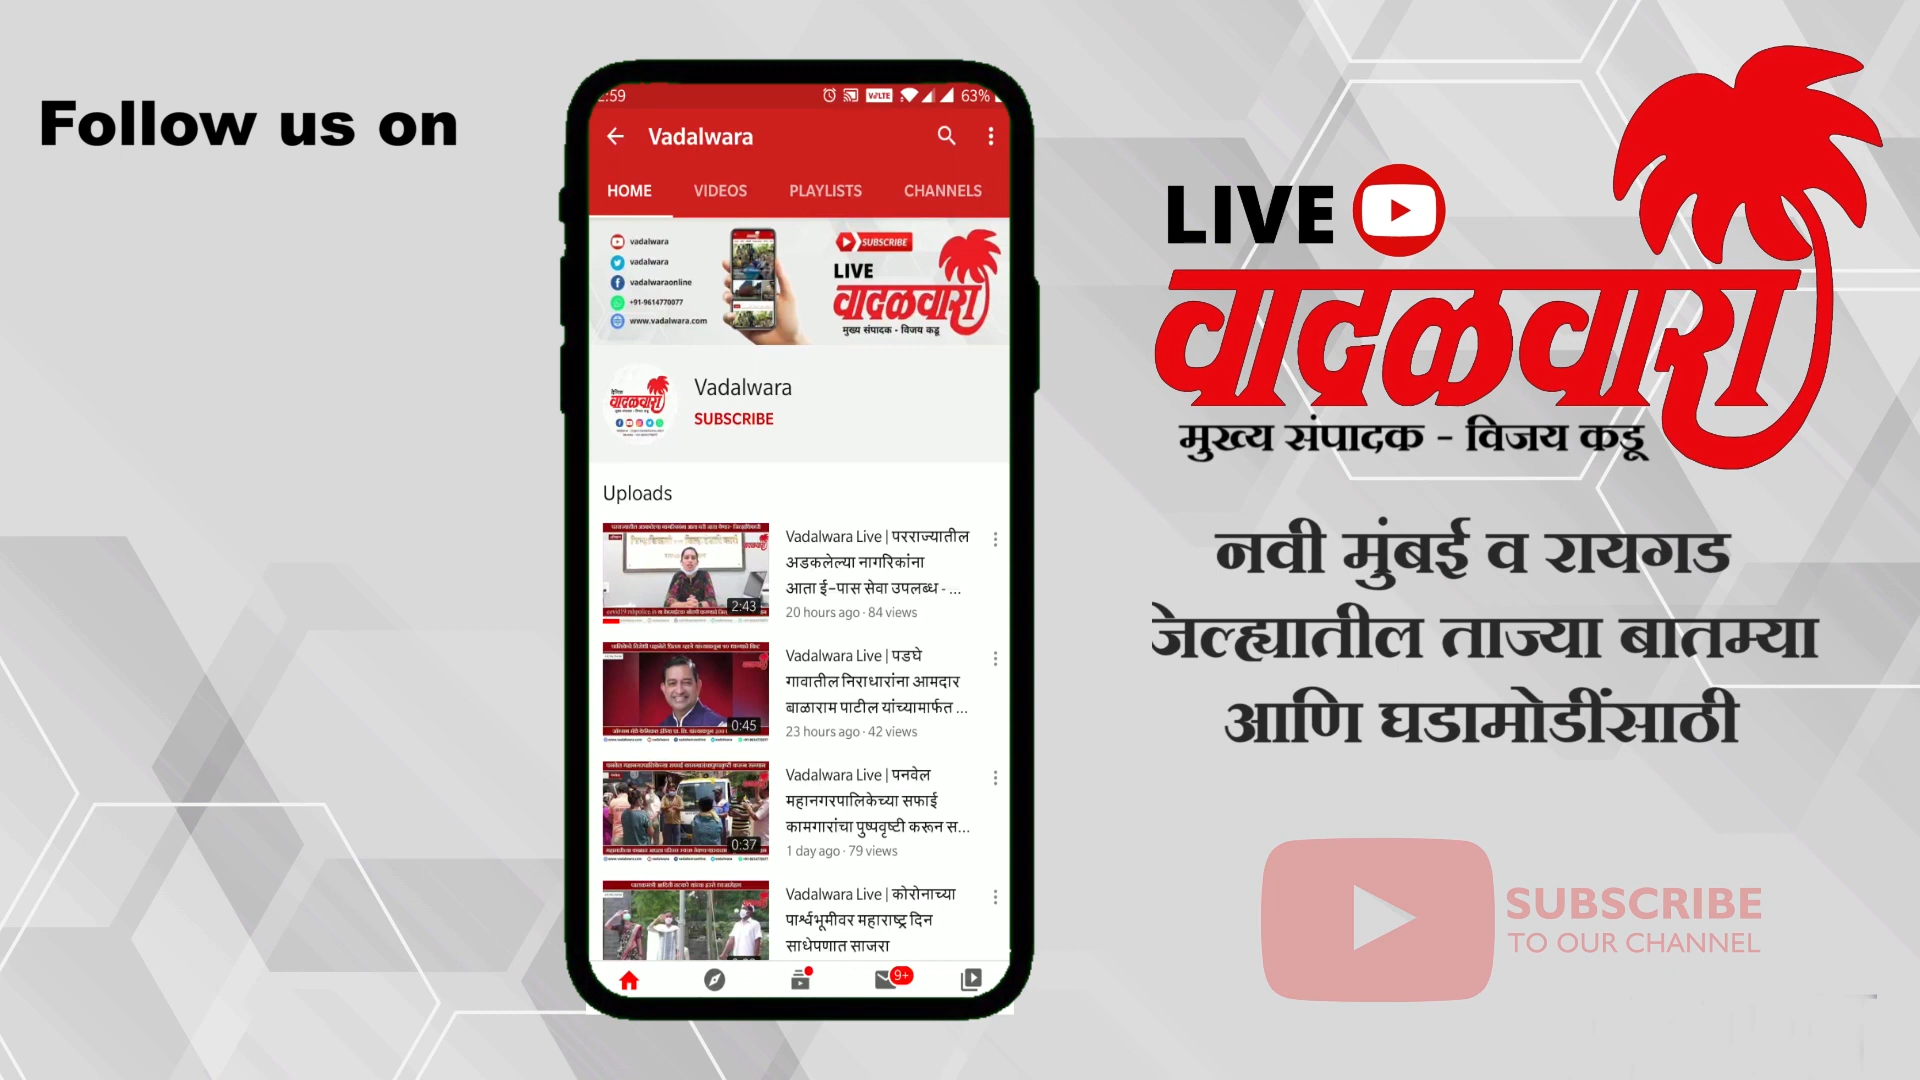 Follow us on
:59
VoLTE
63%
Vadalwara
HOME VIDEOS PLAYLISTS CHANNELS
vadalwara
vadalwara
vadalwaraonline
+91-9614770077
www.vadalwara.com
SUBSCRIBE
LIVE
वादळवारा
मुख्य संपादक - विजय कडू
वादळवारा
Vadalwara
SUBSCRIBE
Uploads
Vadalwara Live | परराज्यातील
अडकलेल्या नागरिकांना
आता ई-पास सेवा उपलब्ध - ...
20 hours ago · 84 views
2:43
Vadalwara Live | पडघे
गावातील निराधारांना आमदार
बाळाराम पाटील यांच्यामार्फत ...
23 hours ago · 42 views
0:45
Vadalwara Live | पनवेल
महानगरपालिकेच्या सफाई
कामगारांचा पुष्पवृष्टी करून स...
1 day ago · 79 views
0:37
Vadalwara Live | कोरोनाच्या
पार्श्वभूमीवर महाराष्ट्र दिन
साधेपणात साजरा
9+
LIVE
वादळवारा
मुख्य संपादक - विजय कडू
नवी मुंबई व रायगड
जिल्ह्यातील ताज्या बातम्या
आणि घडामोडींसाठी
SUBSCRIBE
TO OUR CHANNEL